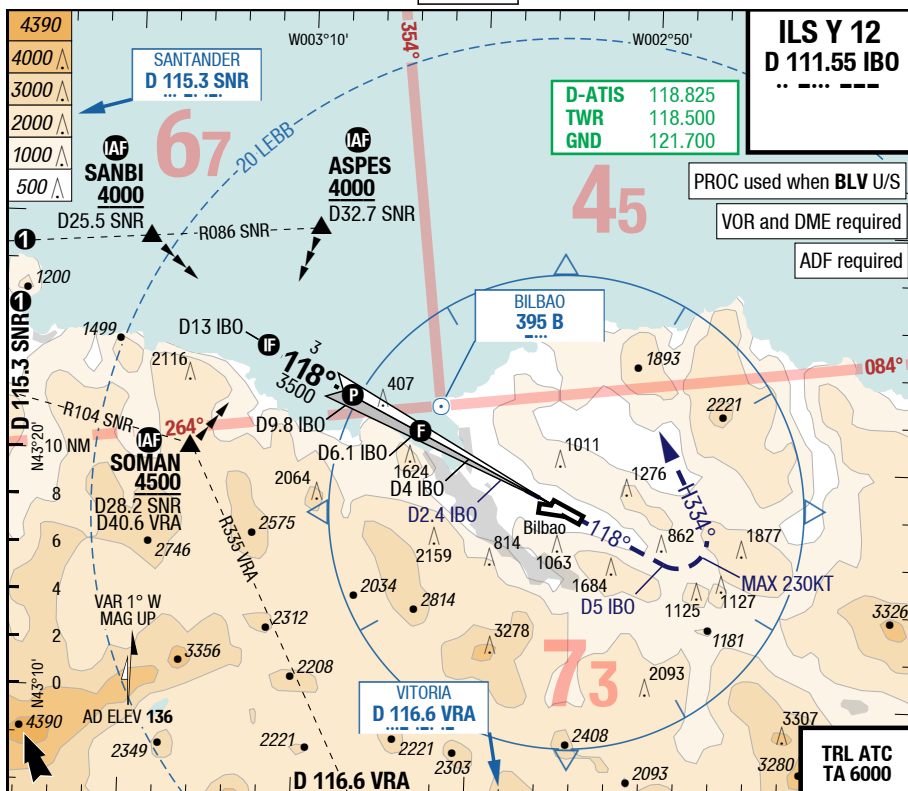 4390
4000
3000
2000
1000
500
SANTANDER
D 115.3 SNR
W003°10'
354°
W002°50'
ILS Y 12
D 111.55 IBO
D-ATIS 118.825
TWR 118.500
GND 121.700
67
20 LEBB
45
PROC used when BLV U/S
VOR and DME required
ADF required
IAF
SANBI
4000
D25.5 SNR
IAF
ASPES
4000
D32.7 SNR
R086 SNR
1
1200
1
D 115.3 SNR
1499
2116
D13 IBO
IF
3
118°
3500
P
407
D9.8 IBO
F
D6.1 IBO
BILBAO
395 B
1893
084°
2221
R104 SNR
264°
N43°20'
10 NM
IAF
SOMAN
4500
D28.2 SNR
D40.6 VRA
2746
2064
1624
D4 IBO
D2.4 IBO
1011
1276
H334°
8
6
4
2
0
R335 VRA
2575
2159
814
Bilbao
1063
118°
862
1877
1684
D5 IBO
MAX 230KT
1125
1127
1181
3326
2034
2814
2312
VAR 1° W
MAG UP
3356
2208
3278
73
2093
N43°10'
AD ELEV 136
4390
2349
2221
VITORIA
D 116.6 VRA
2221
2303
2408
2093
3307
3280
D 116.6 VRA
TRL ATC
TA 6000